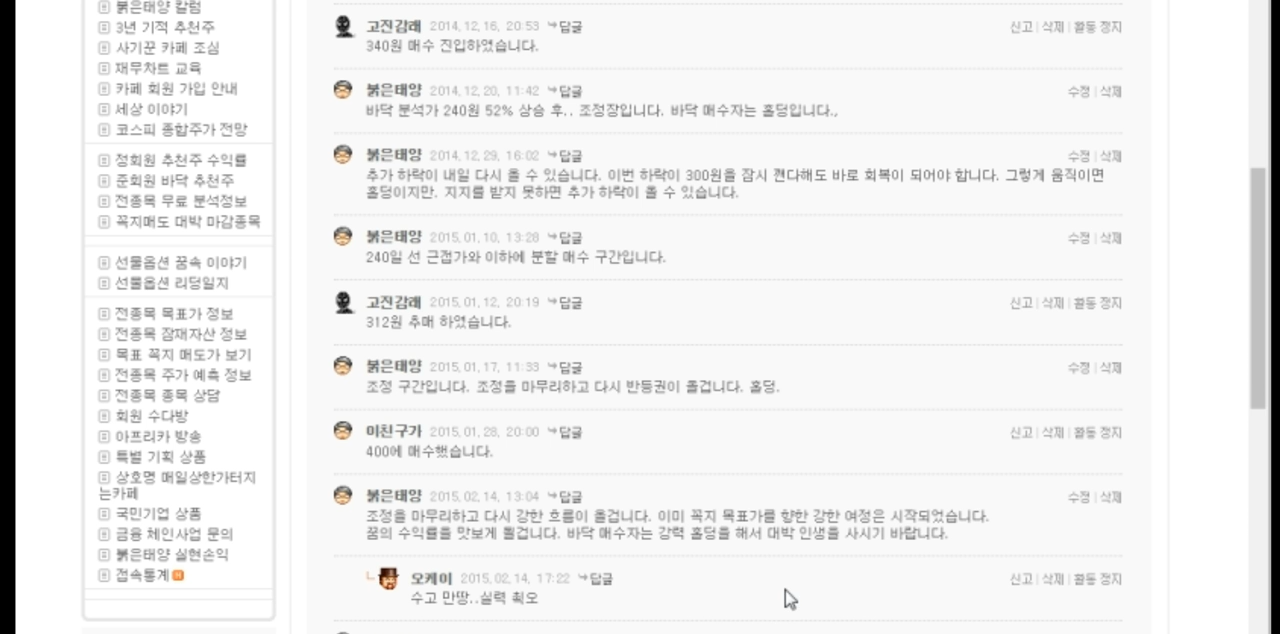 붉은태양 칼럼
3년 기적 추천주
사기꾼 카페 조심
재무차트 교육
카페 회원 가입 안내
세상 이야기
코스피 종합주가 전망
정회원 추천주 수익률
준회원 바닥 추천주
전종목 무료 분석정보
꼭지매도 대박 마감종목
선물옵션 꿈속 이야기
선물옵션 리딩일지
전종목 목표가 정보
전종목 잠재자산 정보
목표 꼭지 매도가 보기
전종목 주가 예측 정보
전종목 종목 상담
회원 수다방
아프리카 방송
특별 기획 상품
상호명 매일상한가터지
는카페
국민기업 상품
금융 체인사업 문의
붉은태양 실현손익
접속통계
고진감래 2014.12.16, 20:53 답글 신고 | 삭제 | 활동 정지
340원 매수 진입하였습니다.
붉은태양 2014.12.20, 11:42 답글 수정 | 삭제
바닥 분석가 240원 52% 상승 후.. 조정장입니다. 바닥 매수자는 홀딩입니다.,
붉은태양 2014.12.29, 16:02 답글 수정 | 삭제
추가 하락이 내일 다시 올 수 있습니다. 이번 하락이 300원을 잠시 깬다해도 바로 회복이 되어야 합니다. 그렇게 움직이면
홀딩이지만. 지지를 받지 못하면 추가 하락이 올 수 있습니다.
붉은태양 2015.01.10, 13:28 답글 수정 | 삭제
240일 선 근접가와 이하에 분할 매수 구간입니다.
고진감래 2015.01.12, 20:19 답글 신고 | 삭제 | 활동 정지
312원 추매 하였습니다.
붉은태양 2015.01.17, 11:33 답글 수정 | 삭제
조정 구간입니다. 조정을 마무리하고 다시 반등권이 올겁니다. 홀딩.
미친구가 2015.01.28, 20:00 답글 신고 | 삭제 | 활동 정지
400에 매수했습니다.
붉은태양 2015.02.14, 13:04 답글 수정 | 삭제
조정을 마무리하고 다시 강한 흐름이 올겁니다. 이미 꼭지 목표가를 향한 강한 여정은 시작되었습니다.
꿈의 수익률을 맛보게 될겁니다. 바닥 매수자는 강력 홀딩을 해서 대박 인생을 사시기 바랍니다.
오케이 2015.02.14, 17:22 답글 신고 | 삭제 | 활동 정지
수고 만땅..실력 쵝오